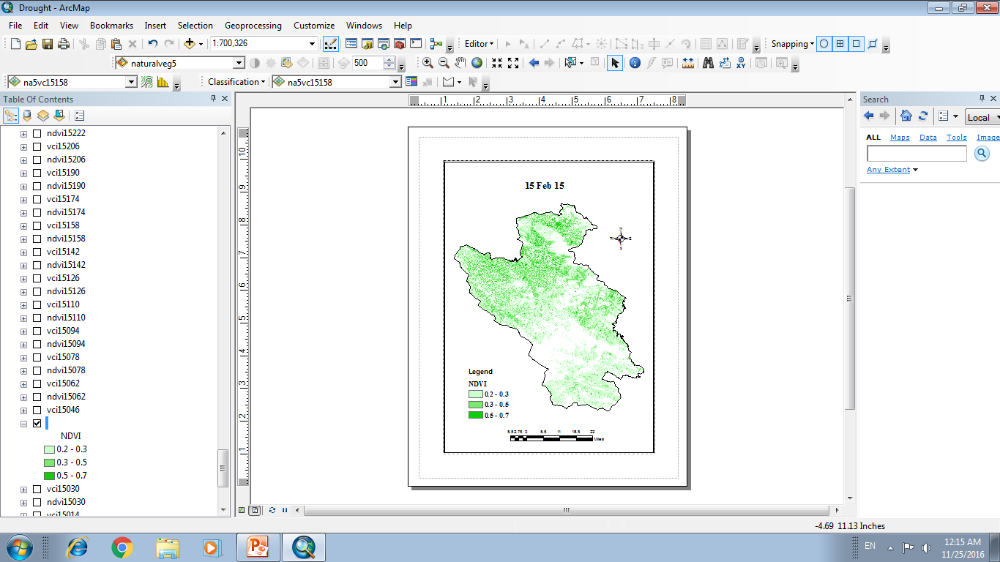 Drought - ArcMap
File Edit View Bookmarks Insert Selection Geoprocessing Customize Windows Help
1:700,326 Editor Snapping
naturalveg5 500
na5vc15158 Classification na5vc15158
Table Of Contents
ndvi15222
vci15206
ndvi15206
vci15190
ndvi15190
vci15174
ndvi15174
vci15158
ndvi15158
vci15142
ndvi15142
vci15126
ndvi15126
vci15110
ndvi15110
vci15094
ndvi15094
vci15078
ndvi15078
vci15062
ndvi15062
vci15046
NDVI
0.2 - 0.3
0.3 - 0.5
0.5 - 0.7
vci15030
ndvi15030
vci15014
1 2 3 4 5 6 7 8
10
9
8
7
6
5
4
3
2
1
15 Feb 15
N
W E
S
Legend
NDVI
0.2 - 0.3
0.3 - 0.5
0.5 - 0.7
5.5 2.75 0 5.5 11 16.5 22
Miles
Search
Local
ALL Maps Data Tools Image
Any Extent
-4.69 11.13 Inches
EN
12:15 AM
11/25/2016